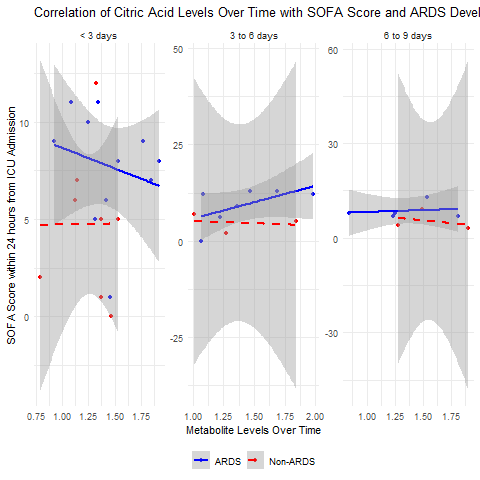 Correlation of Citric Acid Levels Over Time with SOFA Score and ARDS Devel
< 3 days
3 to 6 days
6 to 9 days
SOFA Score within 24 hours from ICU Admission
10
5
0
50
25
0
-25
60
30
0
-30
0.75 1.00 1.25 1.50 1.75
1.00 1.25 1.50 1.75 2.00
1.00 1.25 1.50 1.75
Metabolite Levels Over Time
ARDS Non-ARDS